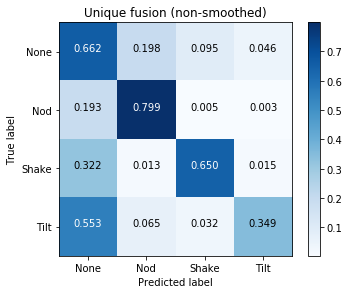 Unique fusion (non-smoothed)
None 0.662 0.198 0.095 0.046
Nod 0.193 0.799 0.005 0.003
Shake 0.322 0.013 0.650 0.015
Tilt 0.553 0.065 0.032 0.349
None Nod Shake Tilt
Predicted label
True label
0.7
0.6
0.5
0.4
0.3
0.2
0.1